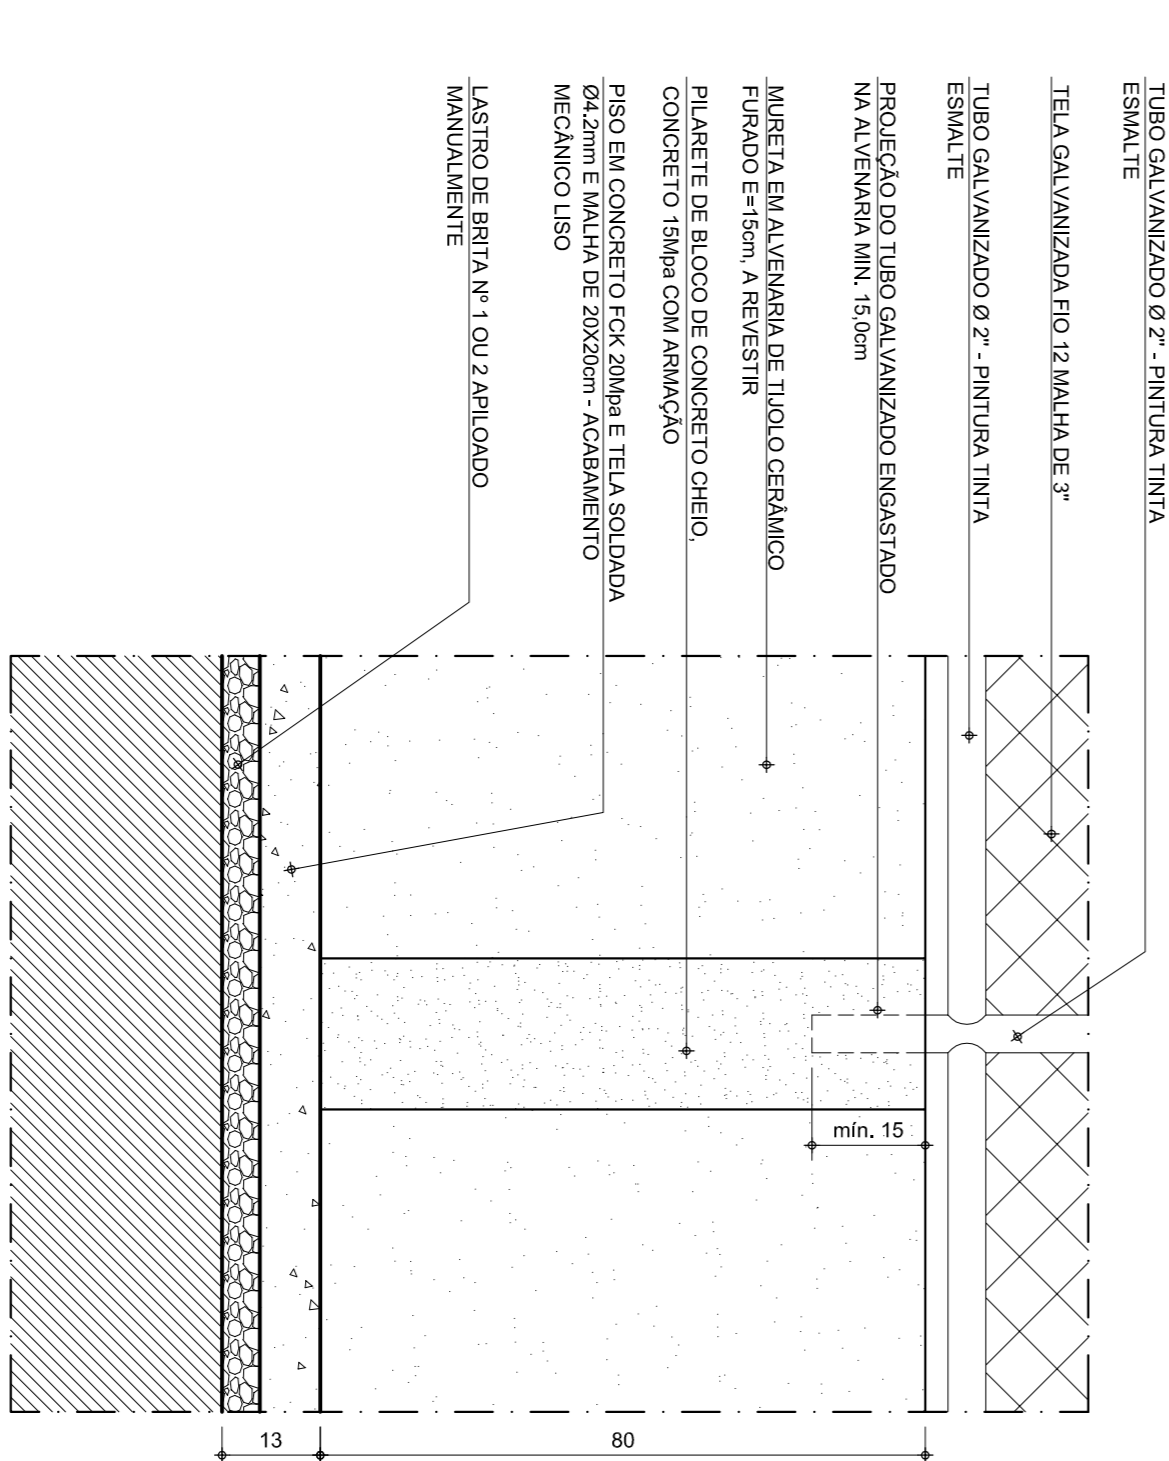 TUBO GALVANIZADO Ø 2" - PINTURA TINTA
ESMALTE
TELA GALVANIZADA FIO 12 MALHA DE 3"
TUBO GALVANIZADO Ø 2" - PINTURA TINTA
ESMALTE
PROJEÇÃO DO TUBO GALVANIZADO ENGASTADO
NA ALVENARIA MIN. 15,0cm
MURETA EM ALVENARIA DE TIJOLO CERÂMICO
FURADO E=15cm, A REVESTIR
PILARETE DE BLOCO DE CONCRETO CHEIO,
CONCRETO 15Mpa COM ARMAÇÃO
PISO EM CONCRETO FCK 20Mpa E TELA SOLDADA
Ø4.2mm E MALHA DE 20X20cm - ACABAMENTO
MECÂNICO LISO
LASTRO DE BRITA Nº 1 OU 2 APILOADO
MANUALMENTE
mín. 15
13
80